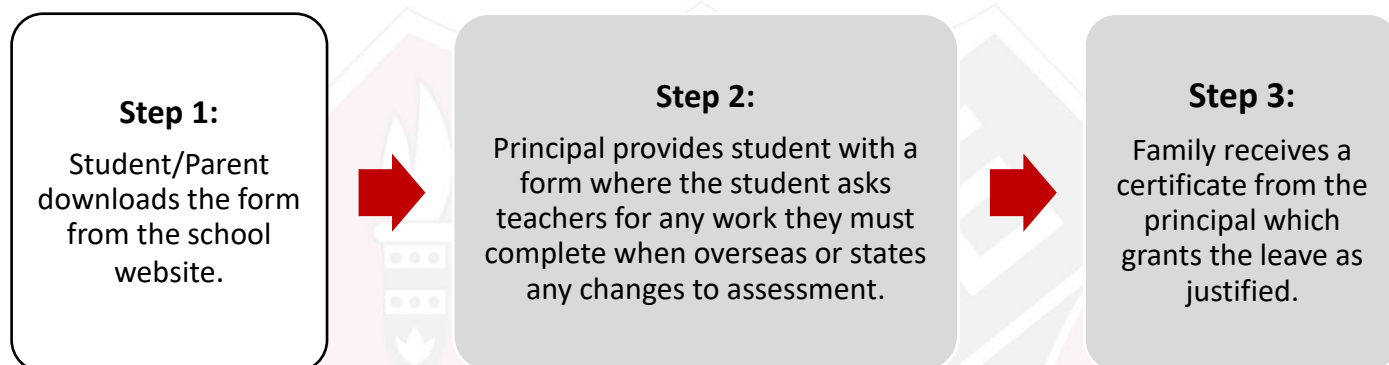 Step 1:
Student/Parent
downloads the form
from the school
website.
Step 2:
Principal provides student with a
form where the student asks
teachers for any work they must
complete when overseas or states
any changes to assessment.
Step 3:
Family receives a
certificate from the
principal which
grants the leave as
justified.